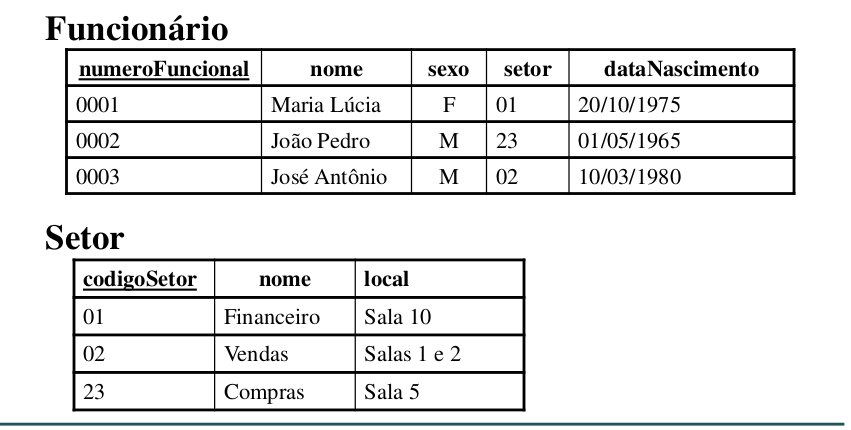 Funcionário
numeroFuncional nome sexo setor dataNascimento
0001 Maria Lúcia F 01 20/10/1975
0002 João Pedro M 23 01/05/1965
0003 José Antônio M 02 10/03/1980
Setor
codigoSetor nome local
01 Financeiro Sala 10
02 Vendas Salas 1 e 2
23 Compras Sala 5